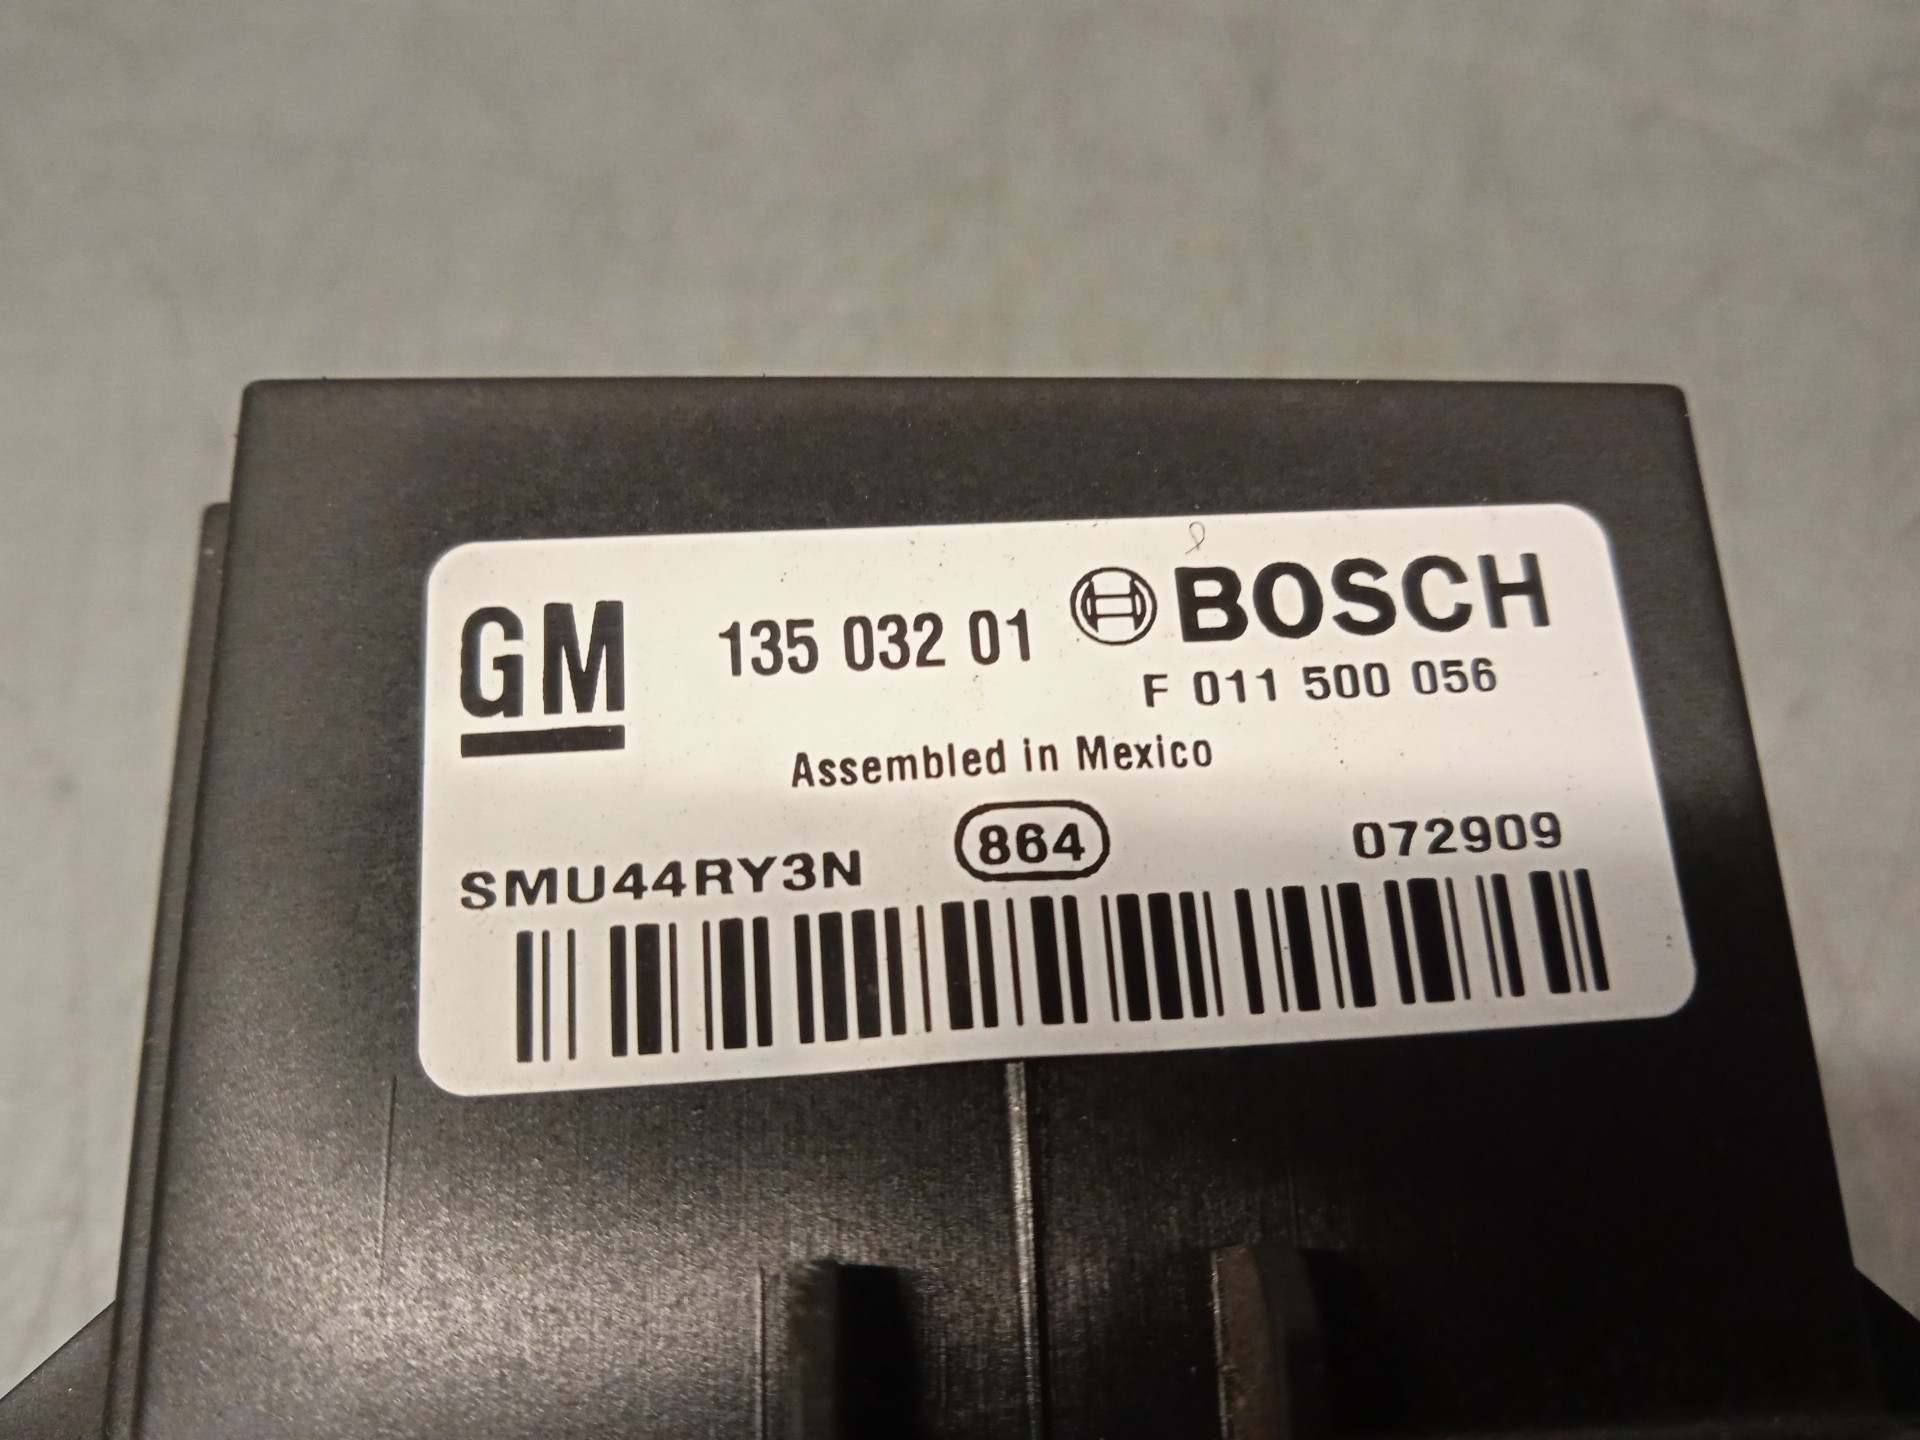 GM 135 032 01 BOSCH
F 011 500 056
Assembled in Mexico
SMU44RY3N 864 072909